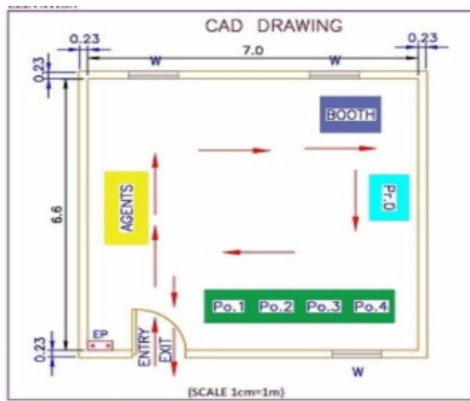 CAD DRAWING
0.23
7.0
0.23
0.23
W
W
BOOTH
AGENTS
Pr.O
6.6
Po.1 Po.2 Po.3 Po.4
EP
ENTRY
EXIT
0.23
W
(SCALE 1cm=1m)